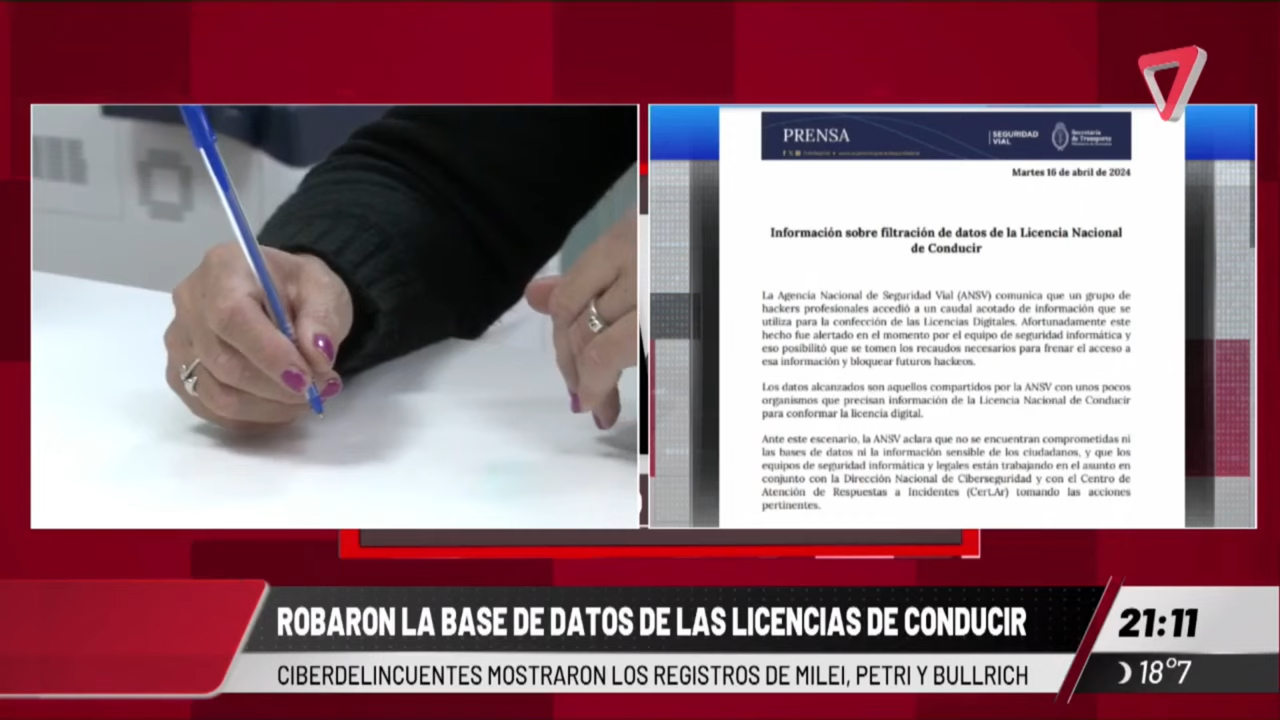 PRENSA
SEGURIDAD
VIAL
Secretaría
de Transporte
Martes 16 de abril de 2024
Información sobre filtración de datos de la Licencia Nacional
de Conducir
La Agencia Nacional de Seguridad Vial (ANSV) comunica que un grupo de
hackers profesionales accedió a un caudal acotado de información que se
utiliza para la confección de las Licencias Digitales. Afortunadamente este
hecho fue alertado en el momento por el equipo de seguridad informática y
eso posibilitó que se tomen los recaudos necesarios para frenar el acceso a
esa información y bloquear futuros hackeos.
Los datos alcanzados son aquellos compartidos por la ANSV con unos pocos
organismos que precisan información de la Licencia Nacional de Conducir
para conformar la licencia digital.
Ante este escenario, la ANSV aclara que no se encuentran comprometidas ni
las bases de datos ni la información sensible de los ciudadanos, y que los
equipos de seguridad informática y legales están trabajando en el asunto en
conjunto con la Dirección Nacional de Ciberseguridad y con el Centro de
Atención de Respuestas a Incidentes (Cert.Ar) tomando las acciones
pertinentes.
ROBARON LA BASE DE DATOS DE LAS LICENCIAS DE CONDUCIR
CIBERDELINCUENTES MOSTRARON LOS REGISTROS DE MILEI, PETRI Y BULLRICH
21:11
18º7